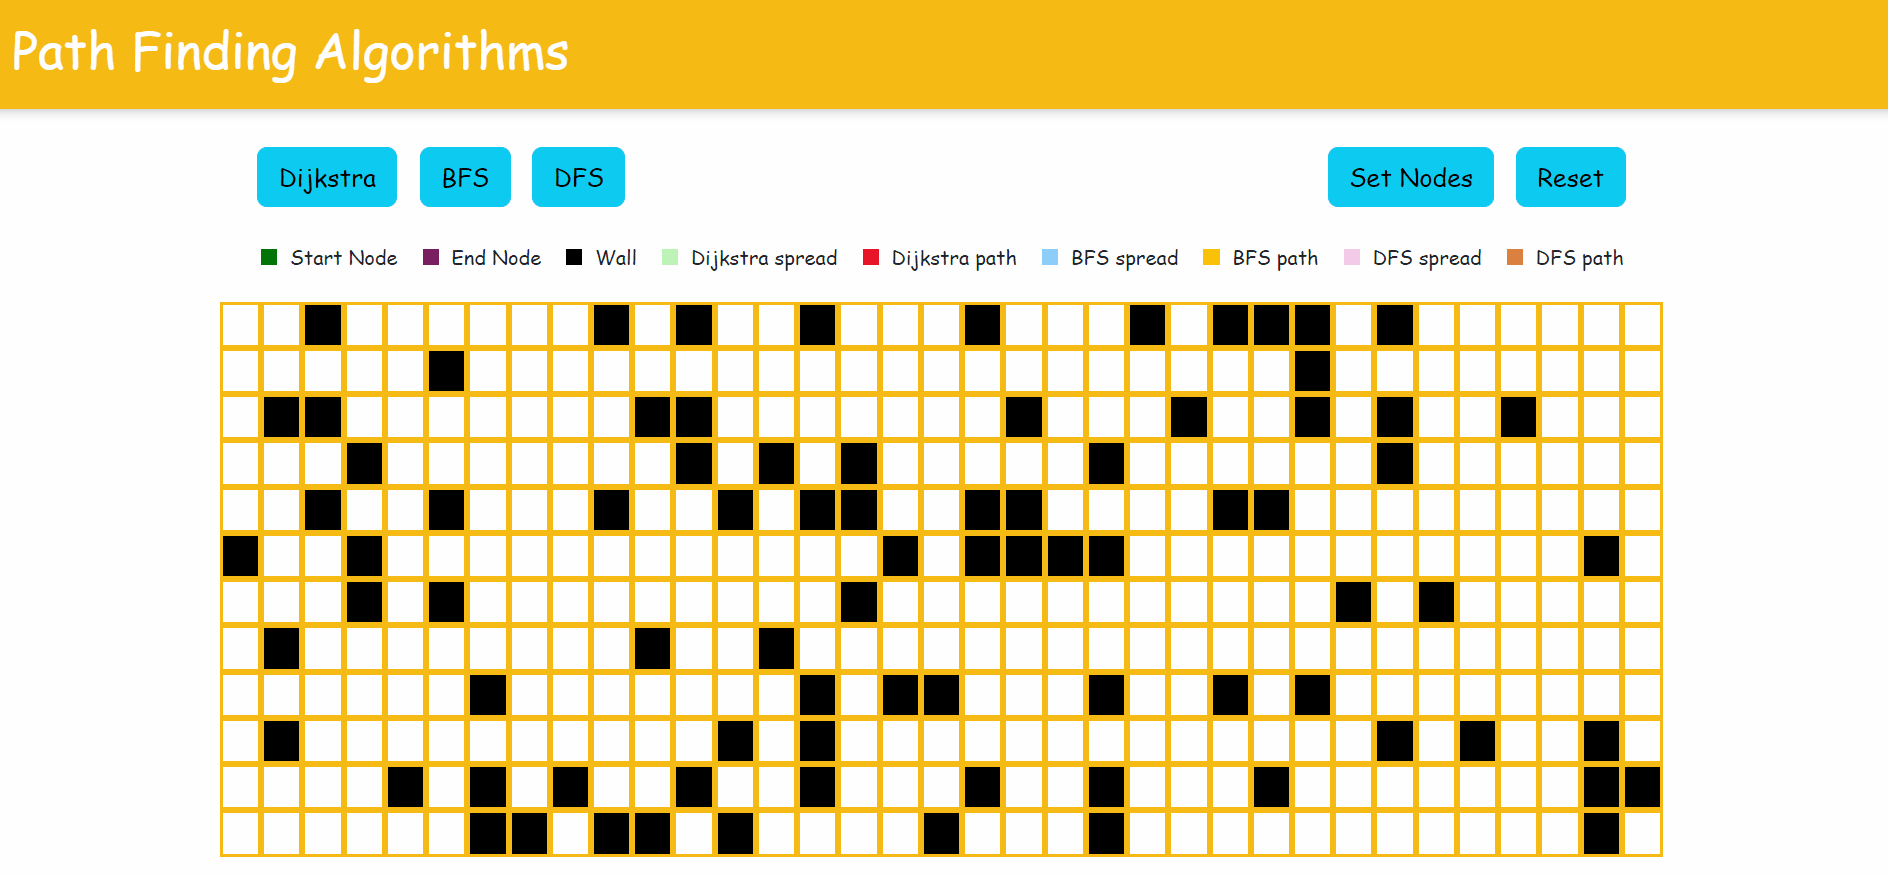 Path Finding Algorithms
Dijkstra BFS DFS Set Nodes Reset
Start Node End Node Wall Dijkstra spread Dijkstra path BFS spread BFS path DFS spread DFS path